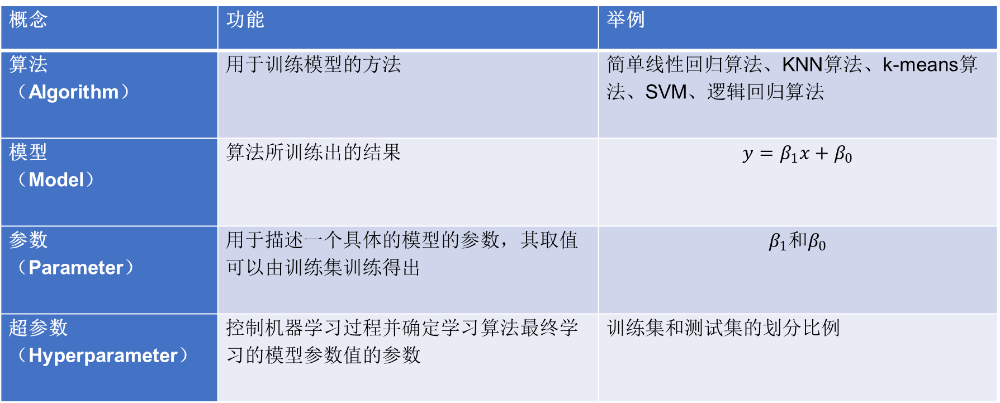 概念
功能
举例
算法
（Algorithm）
用于训练模型的方法
简单线性回归算法、KNN算法、k-means算
法、SVM、逻辑回归算法
模型
（Model）
算法所训练出的结果
y = β₁x + β₀
参数
（Parameter）
用于描述一个具体的模型的参数，其取值
可以由训练集训练得出
β₁和β₀
超参数
（Hyperparameter）
控制机器学习过程并确定学习算法最终学
习的模型参数值的参数
训练集和测试集的划分比例